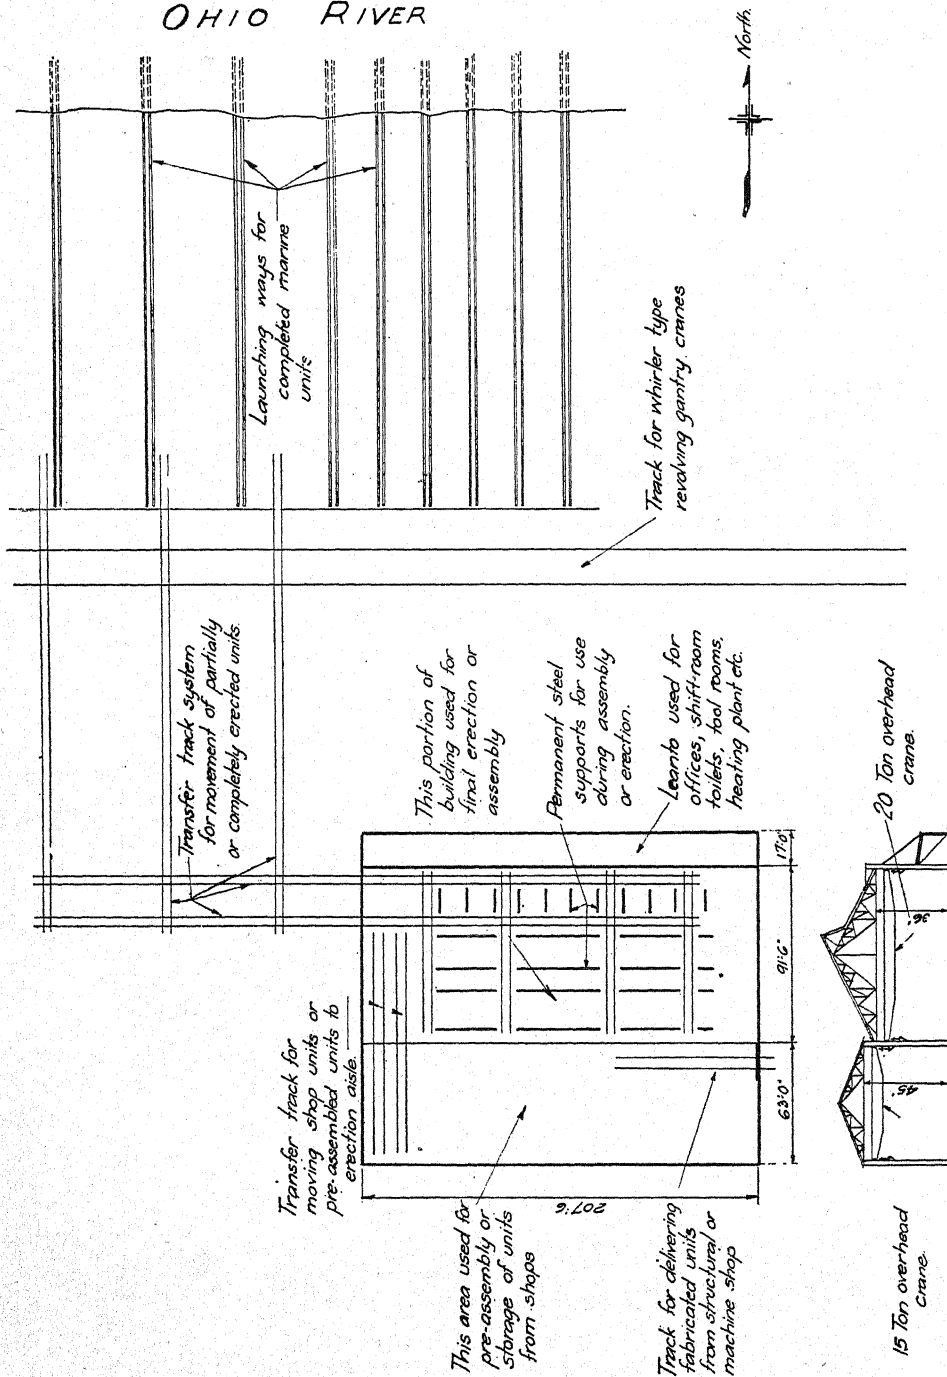 OHIO RIVER
North.
Launching ways for
completed marine
units
Track for whirler type
revolving gantry cranes
Transfer track system
for movement of partially
or completely erected units.
This portion of
building used for
final erection or
assembly
Permanent steel
supports for use
during assembly
or erection.
Leanto used for
offices, shift-room
toilets, tool rooms,
heating plant etc.
Transfer track for
moving shop units or
pre-assembled units to
erection aisle.
17'0"
91'6"
63'0"
207'6
This area used for
pre-assembly or
storage of units
from shops
Track for delivering
fabricated units
from structural or
machine shop
20 Ton overhead
crane.
36'
45'
15 Ton overhead
crane.